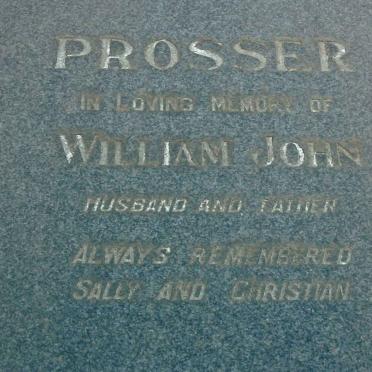 PROSSER
IN LOVING MEMORY OF
WILLIAM JOHN
HUSBAND AND FATHER
ALWAYS REMEMBERED
SALLY AND CHRISTIAN